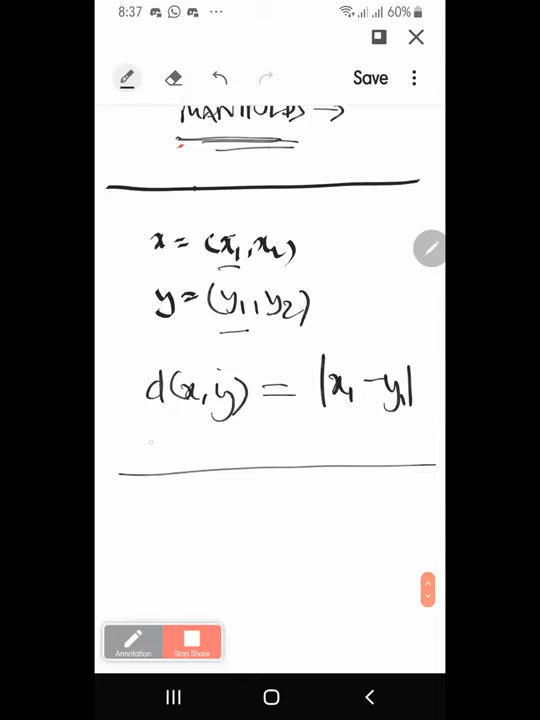 8:37 60%
Save
MANIFOLDS →
x = (x₁, x₂)
y = (y₁, y₂)
d(x, y) = |x₁ - y₁|
Annotation Stop Share